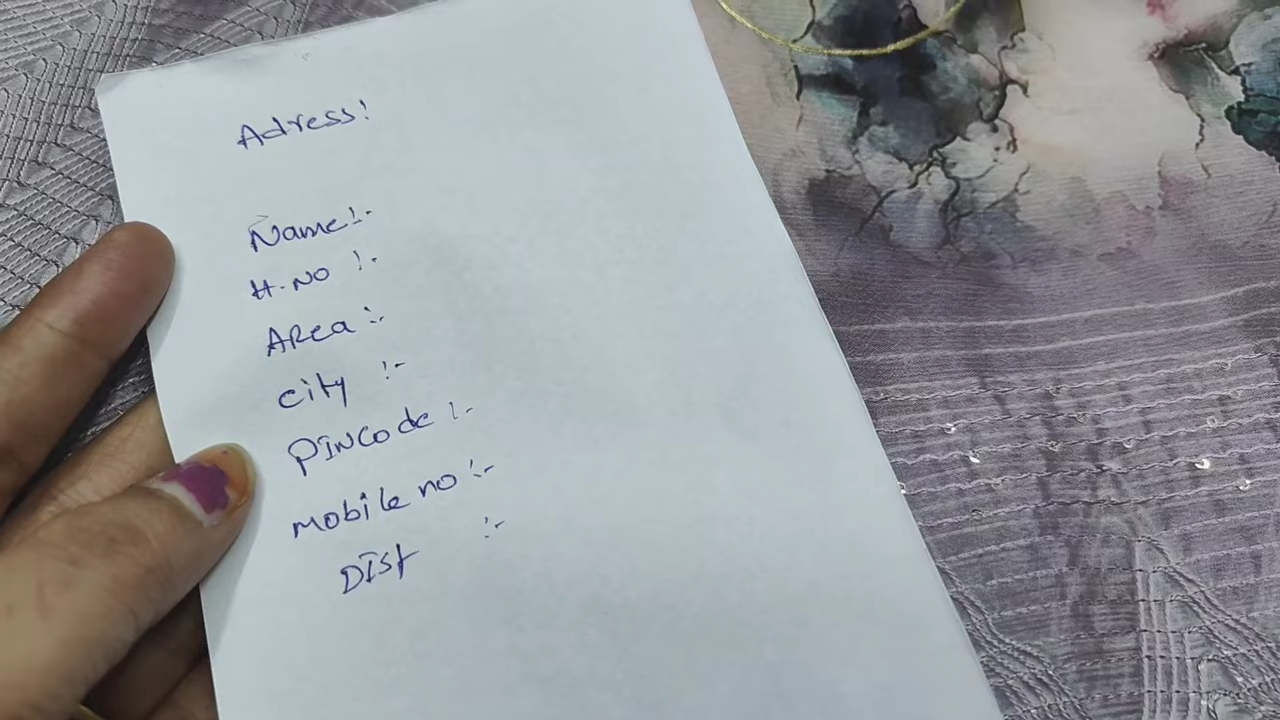 Adress!
Name:-
H.No :-
Area :-
city :-
Pincode :-
mobile no :-
Dist :-